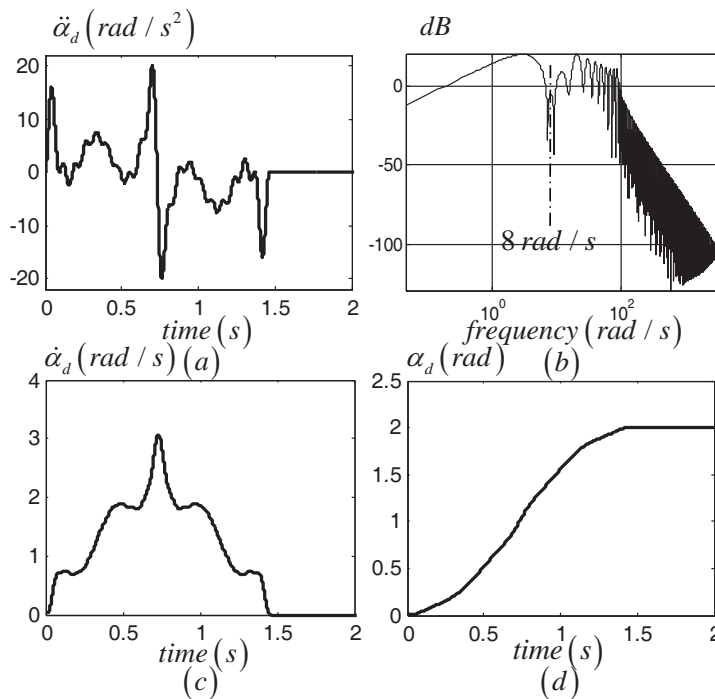 α̈_d (rad / s²)
dB
20
10
0
-10
-20
0 0.5 1 1.5 2
time (s)
(a)
0
-50
-100
8 rad / s
10⁰ 10²
frequency (rad / s)
(b)
α̇_d (rad / s)
4
3
2
1
0
0 0.5 1 1.5 2
time (s)
(c)
α_d (rad)
2.5
2
1.5
1
0.5
0
0 0.5 1 1.5 2
time (s)
(d)